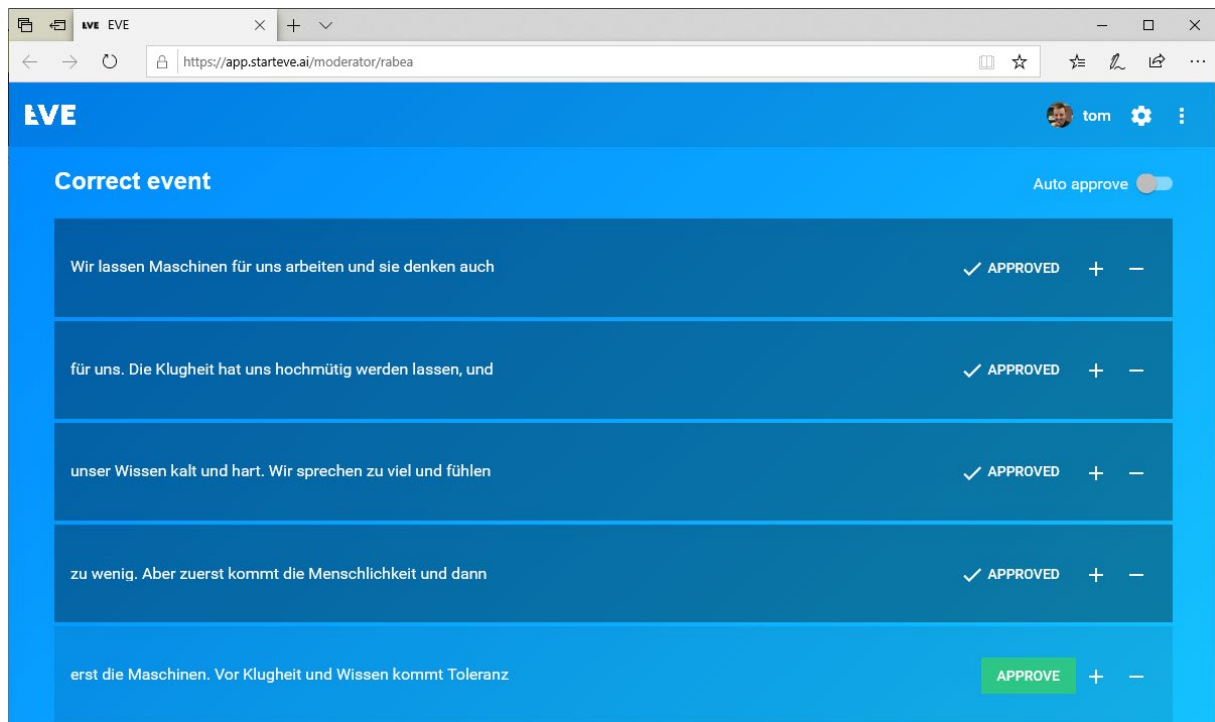 EVE EVE
https://app.starteve.ai/moderator/rabea
EVE
tom
Correct event
Auto approve
Wir lassen Maschinen für uns arbeiten und sie denken auch
APPROVED
für uns. Die Klugheit hat uns hochmütig werden lassen, und
APPROVED
unser Wissen kalt und hart. Wir sprechen zu viel und fühlen
APPROVED
zu wenig. Aber zuerst kommt die Menschlichkeit und dann
APPROVED
erst die Maschinen. Vor Klugheit und Wissen kommt Toleranz
APPROVE